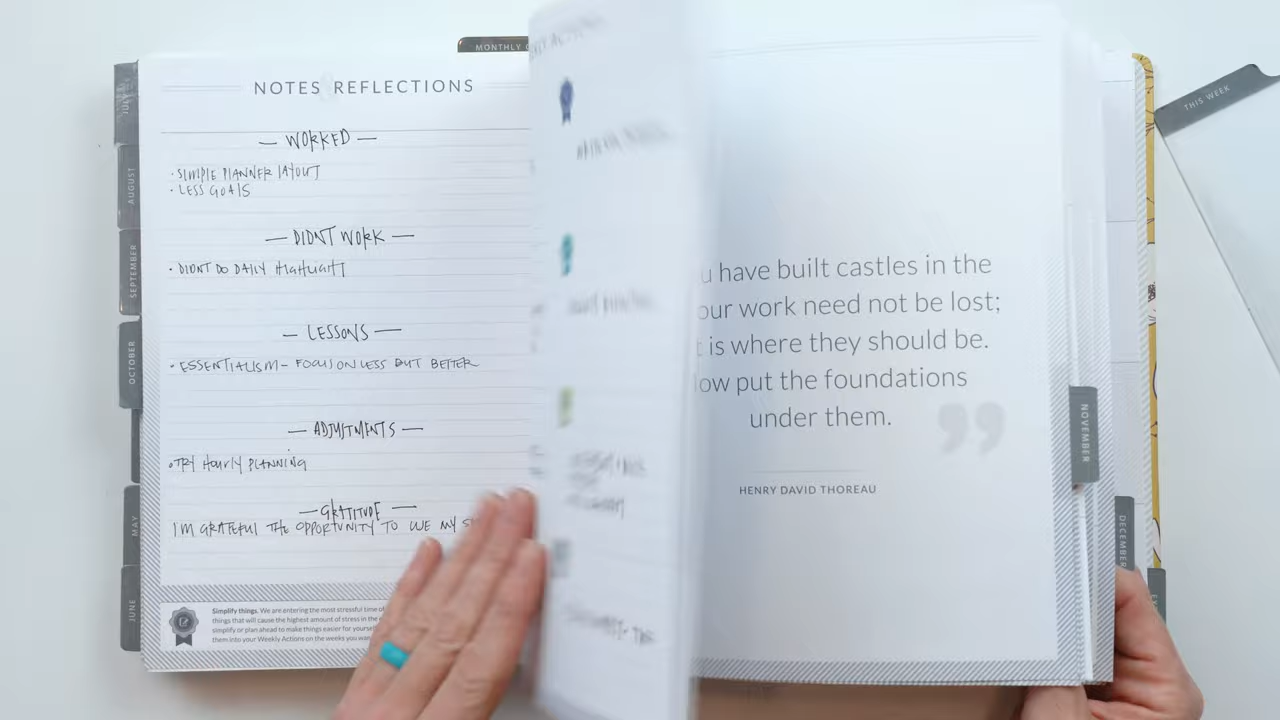 MONTHLY
NOTES & REFLECTIONS
— WORKED —
· SIMPLE PLANNER LAYOUT
· LESS GOALS
— DIDNT WORK —
· DIDNT DO DAILY HIGHLIGHT
— LESSONS —
· ESSENTIALISM – FOCUS ON LESS BUT BETTER
— ADJUSTMENTS —
· TRY HOURLY PLANNING
— GRATITUDE —
I'M GRATEFUL THE OPPORTUNITY TO USE MY
Simplify things. We are entering the most stressful time of
things that will cause the highest amount of stress in the
simplify or plan ahead to make things easier for yourself
them into your Weekly Actions on the weeks you
JULY
AUGUST
SEPTEMBER
OCTOBER
MAY
JUNE
u have built castles in the
our work need not be lost;
t is where they should be.
ow put the foundations
under them.
”
HENRY DAVID THOREAU
NOVEMBER
DECEMBER
THIS WEEK